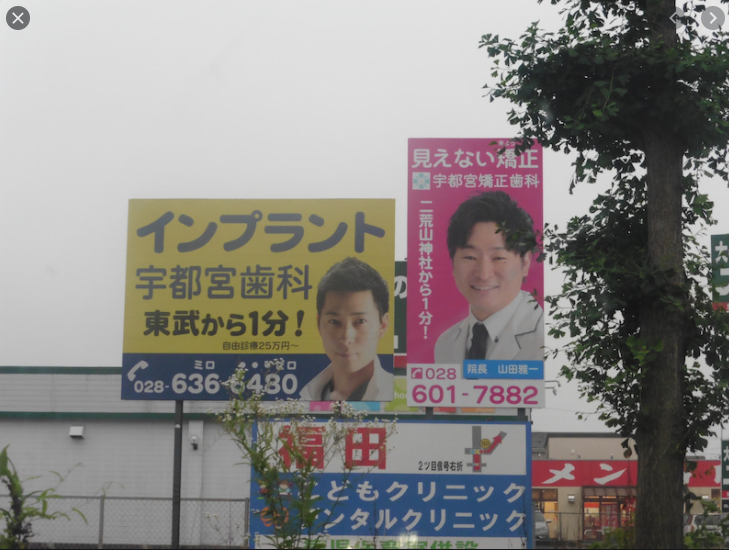 インプラント
宇都宮歯科
東武から1分!
自由診療25万円~
ミロ
028-636-6480
見えない矯正
宇都宮矯正歯科
二荒山神社から1分!
院長 山田雅一
028
601-7882
福田
2ツ目信号右折
こどもクリニック
デンタルクリニック
メン